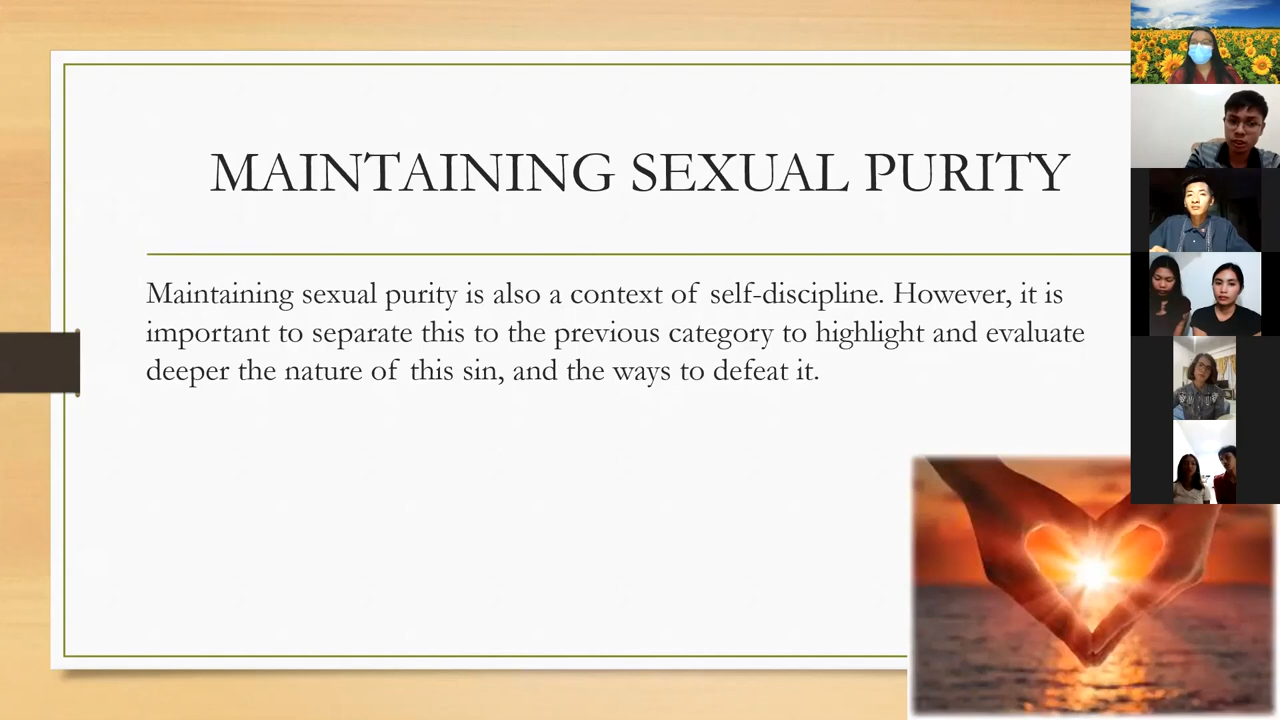 MAINTAINING SEXUAL PURITY
Maintaining sexual purity is also a context of self-discipline. However, it is
important to separate this to the previous category to highlight and evaluate
deeper the nature of this sin, and the ways to defeat it.